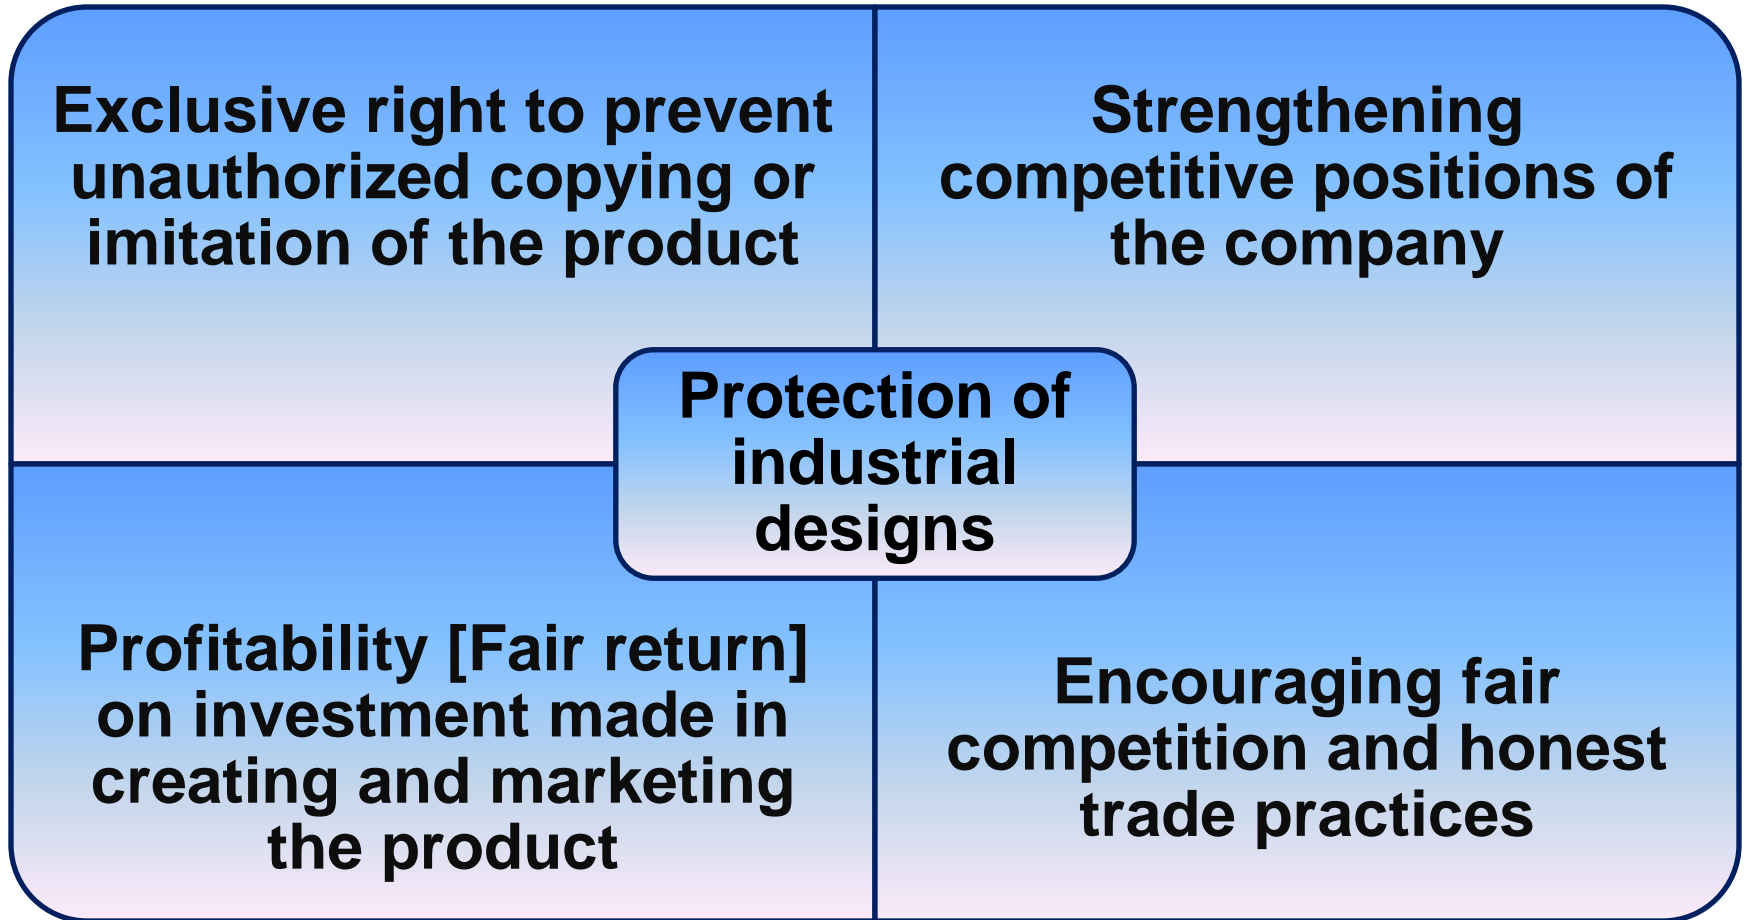 Exclusive right to prevent
unauthorized copying or
imitation of the product
Strengthening
competitive positions of
the company
Protection of
industrial
designs
Profitability [Fair return]
on investment made in
creating and marketing
the product
Encouraging fair
competition and honest
trade practices